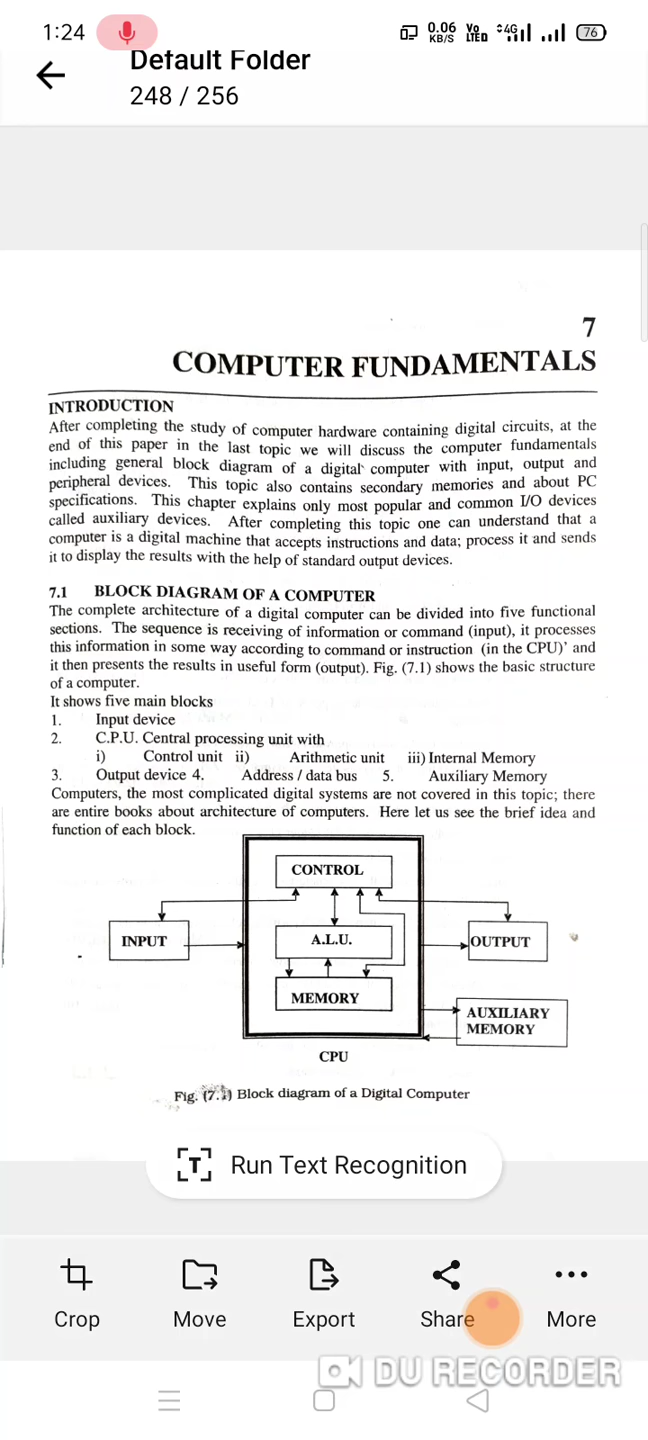 1:24
0.06 KB/S Vo LTED 4G 76
Default Folder
248 / 256
7
COMPUTER FUNDAMENTALS
INTRODUCTION
After completing the study of computer hardware containing digital circuits, at the
end of this paper in the last topic we will discuss the computer fundamentals
including general block diagram of a digital computer with input, output and
peripheral devices. This topic also contains secondary memories and about PC
specifications. This chapter explains only most popular and common I/O devices
called auxiliary devices. After completing this topic one can understand that a
computer is a digital machine that accepts instructions and data; process it and sends
it to display the results with the help of standard output devices.
7.1 BLOCK DIAGRAM OF A COMPUTER
The complete architecture of a digital computer can be divided into five functional
sections. The sequence is receiving of information or command (input), it processes
this information in some way according to command or instruction (in the CPU)' and
it then presents the results in useful form (output). Fig. (7.1) shows the basic structure
of a computer.
It shows five main blocks
1. Input device
2. C.P.U. Central processing unit with
i) Control unit ii) Arithmetic unit iii) Internal Memory
3. Output device 4. Address / data bus 5. Auxiliary Memory
Computers, the most complicated digital systems are not covered in this topic; there
are entire books about architecture of computers. Here let us see the brief idea and
function of each block.
CONTROL
INPUT
A.L.U.
OUTPUT
MEMORY
AUXILIARY
MEMORY
CPU
Fig. (7.1) Block diagram of a Digital Computer
Run Text Recognition
Crop Move Export Share More
DU RECORDER